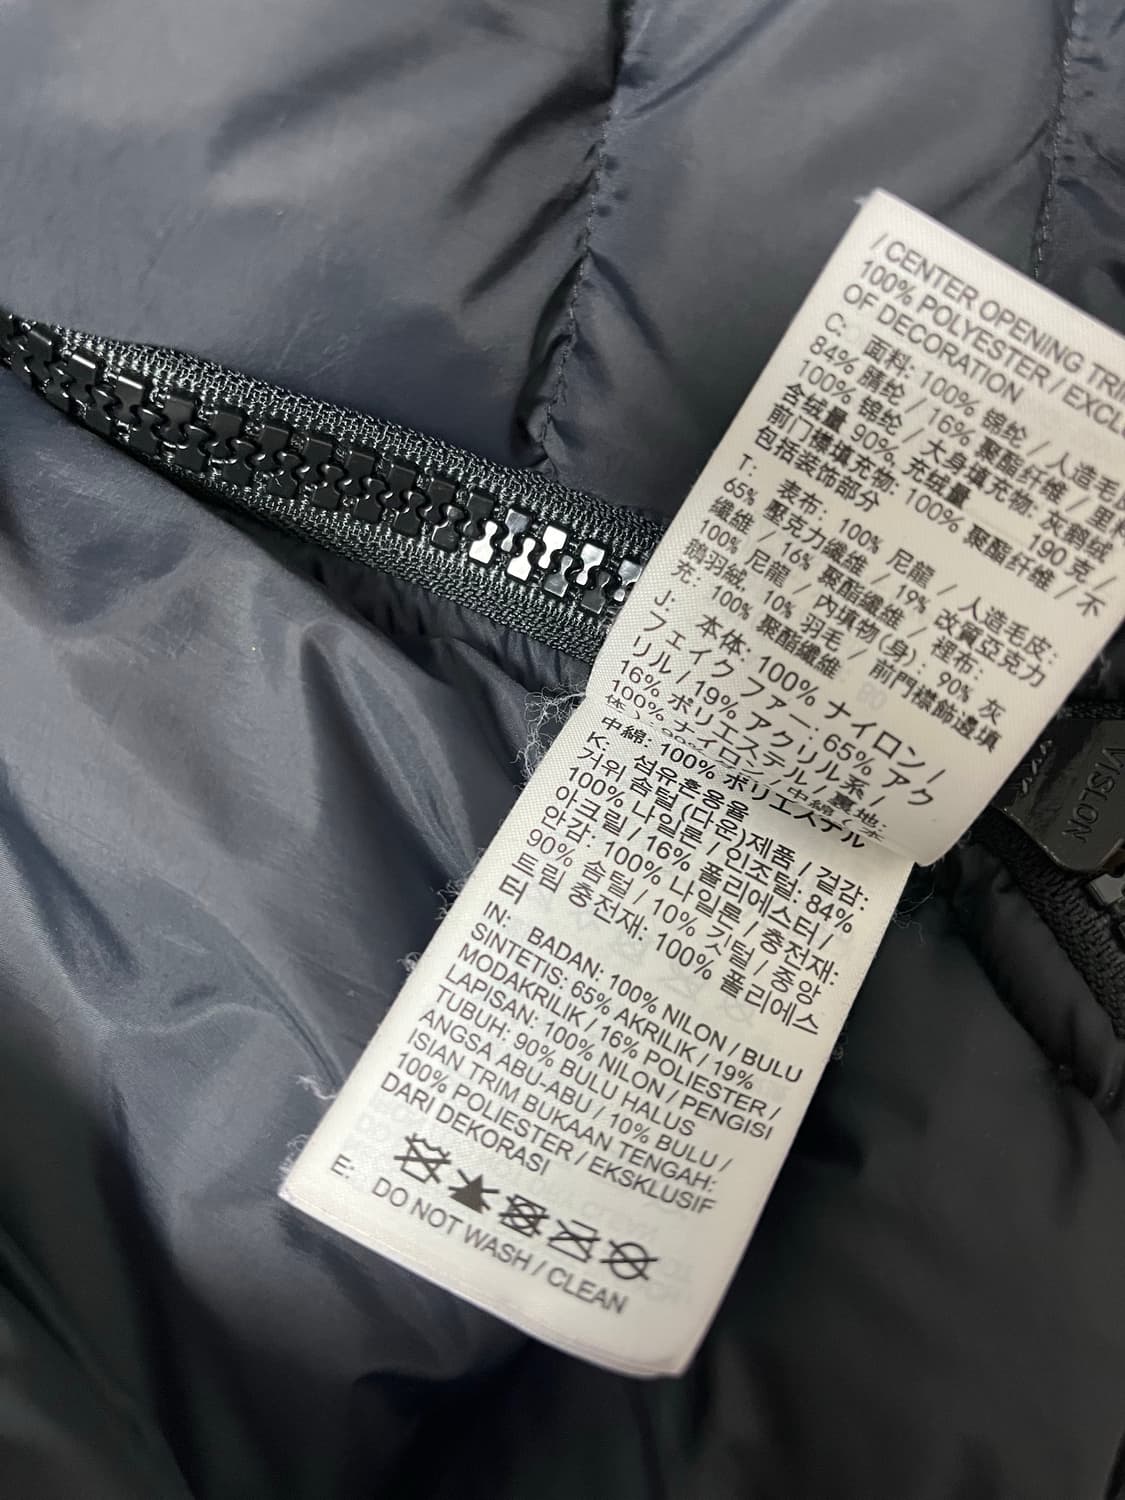 / CENTER OPENING TRIM
100% POLYESTER / EXCLU
OF DECORATION
C: 面料: 100% 锦纶 / 人造毛
84% 腈纶 / 16% 聚酯纤维 / 里料
100% 锦纶 / 大身填充物: 灰鹅绒
含绒量 90%, 充绒量 190克 /
前门襟填充物: 100% 聚酯纤维 / 不
包括装饰部分
T: 表布: 100% 尼龍 / 人造毛皮:
65% 壓克力纖維 / 19% 改質亞克力
纖維 / 16% 聚酯纖維 / 裡布:
100% 尼龍 / 內填物(身): 90% 灰
鵝羽絨, 10% 羽毛 / 前門襟飾邊填
充: 100% 聚酯纖維
J: 本体: 100% ナイロン /
フェイク ファー: 65% アク
リル / 19% アクリル系 /
16% ポリエステル / 裏地:
100% ナイロン / 中綿 (本
体)
中綿: 100% ポリエステル
K: 섬유혼용율
거위 솜털(다운)제품 / 겉감:
100% 나일론 / 인조털: 84%
아크릴 / 16% 폴리에스터 /
안감: 100% 나일론 / 충전재:
90% 솜털 / 10% 깃털 / 중앙
트림 충전재: 100% 폴리에스
터
IN: BADAN: 100% NILON / BULU
SINTETIS: 65% AKRILIK / 19%
MODAKRILIK / 16% POLIESTER /
LAPISAN: 100% NILON / PENGISI
TUBUH: 90% BULU HALUS
ANGSA ABU-ABU / 10% BULU /
ISIAN TRIM BUKAAN TENGAH:
100% POLIESTER / EKSKLUSIF
DARI DEKORASI
E: DO NOT WASH / CLEAN
VISLON